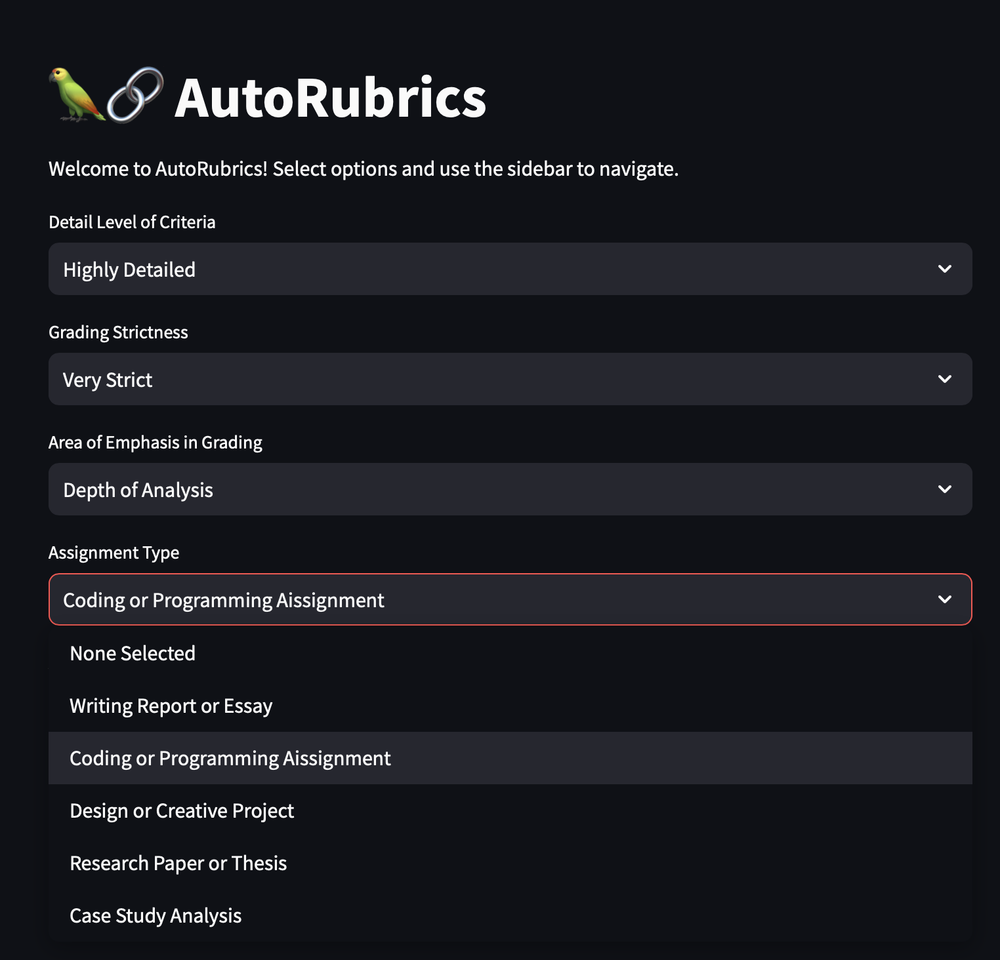 AutoRubrics
Welcome to AutoRubrics! Select options and use the sidebar to navigate.
Detail Level of Criteria
Highly Detailed
Grading Strictness
Very Strict
Area of Emphasis in Grading
Depth of Analysis
Assignment Type
Coding or Programming Aissignment
None Selected
Writing Report or Essay
Coding or Programming Aissignment
Design or Creative Project
Research Paper or Thesis
Case Study Analysis